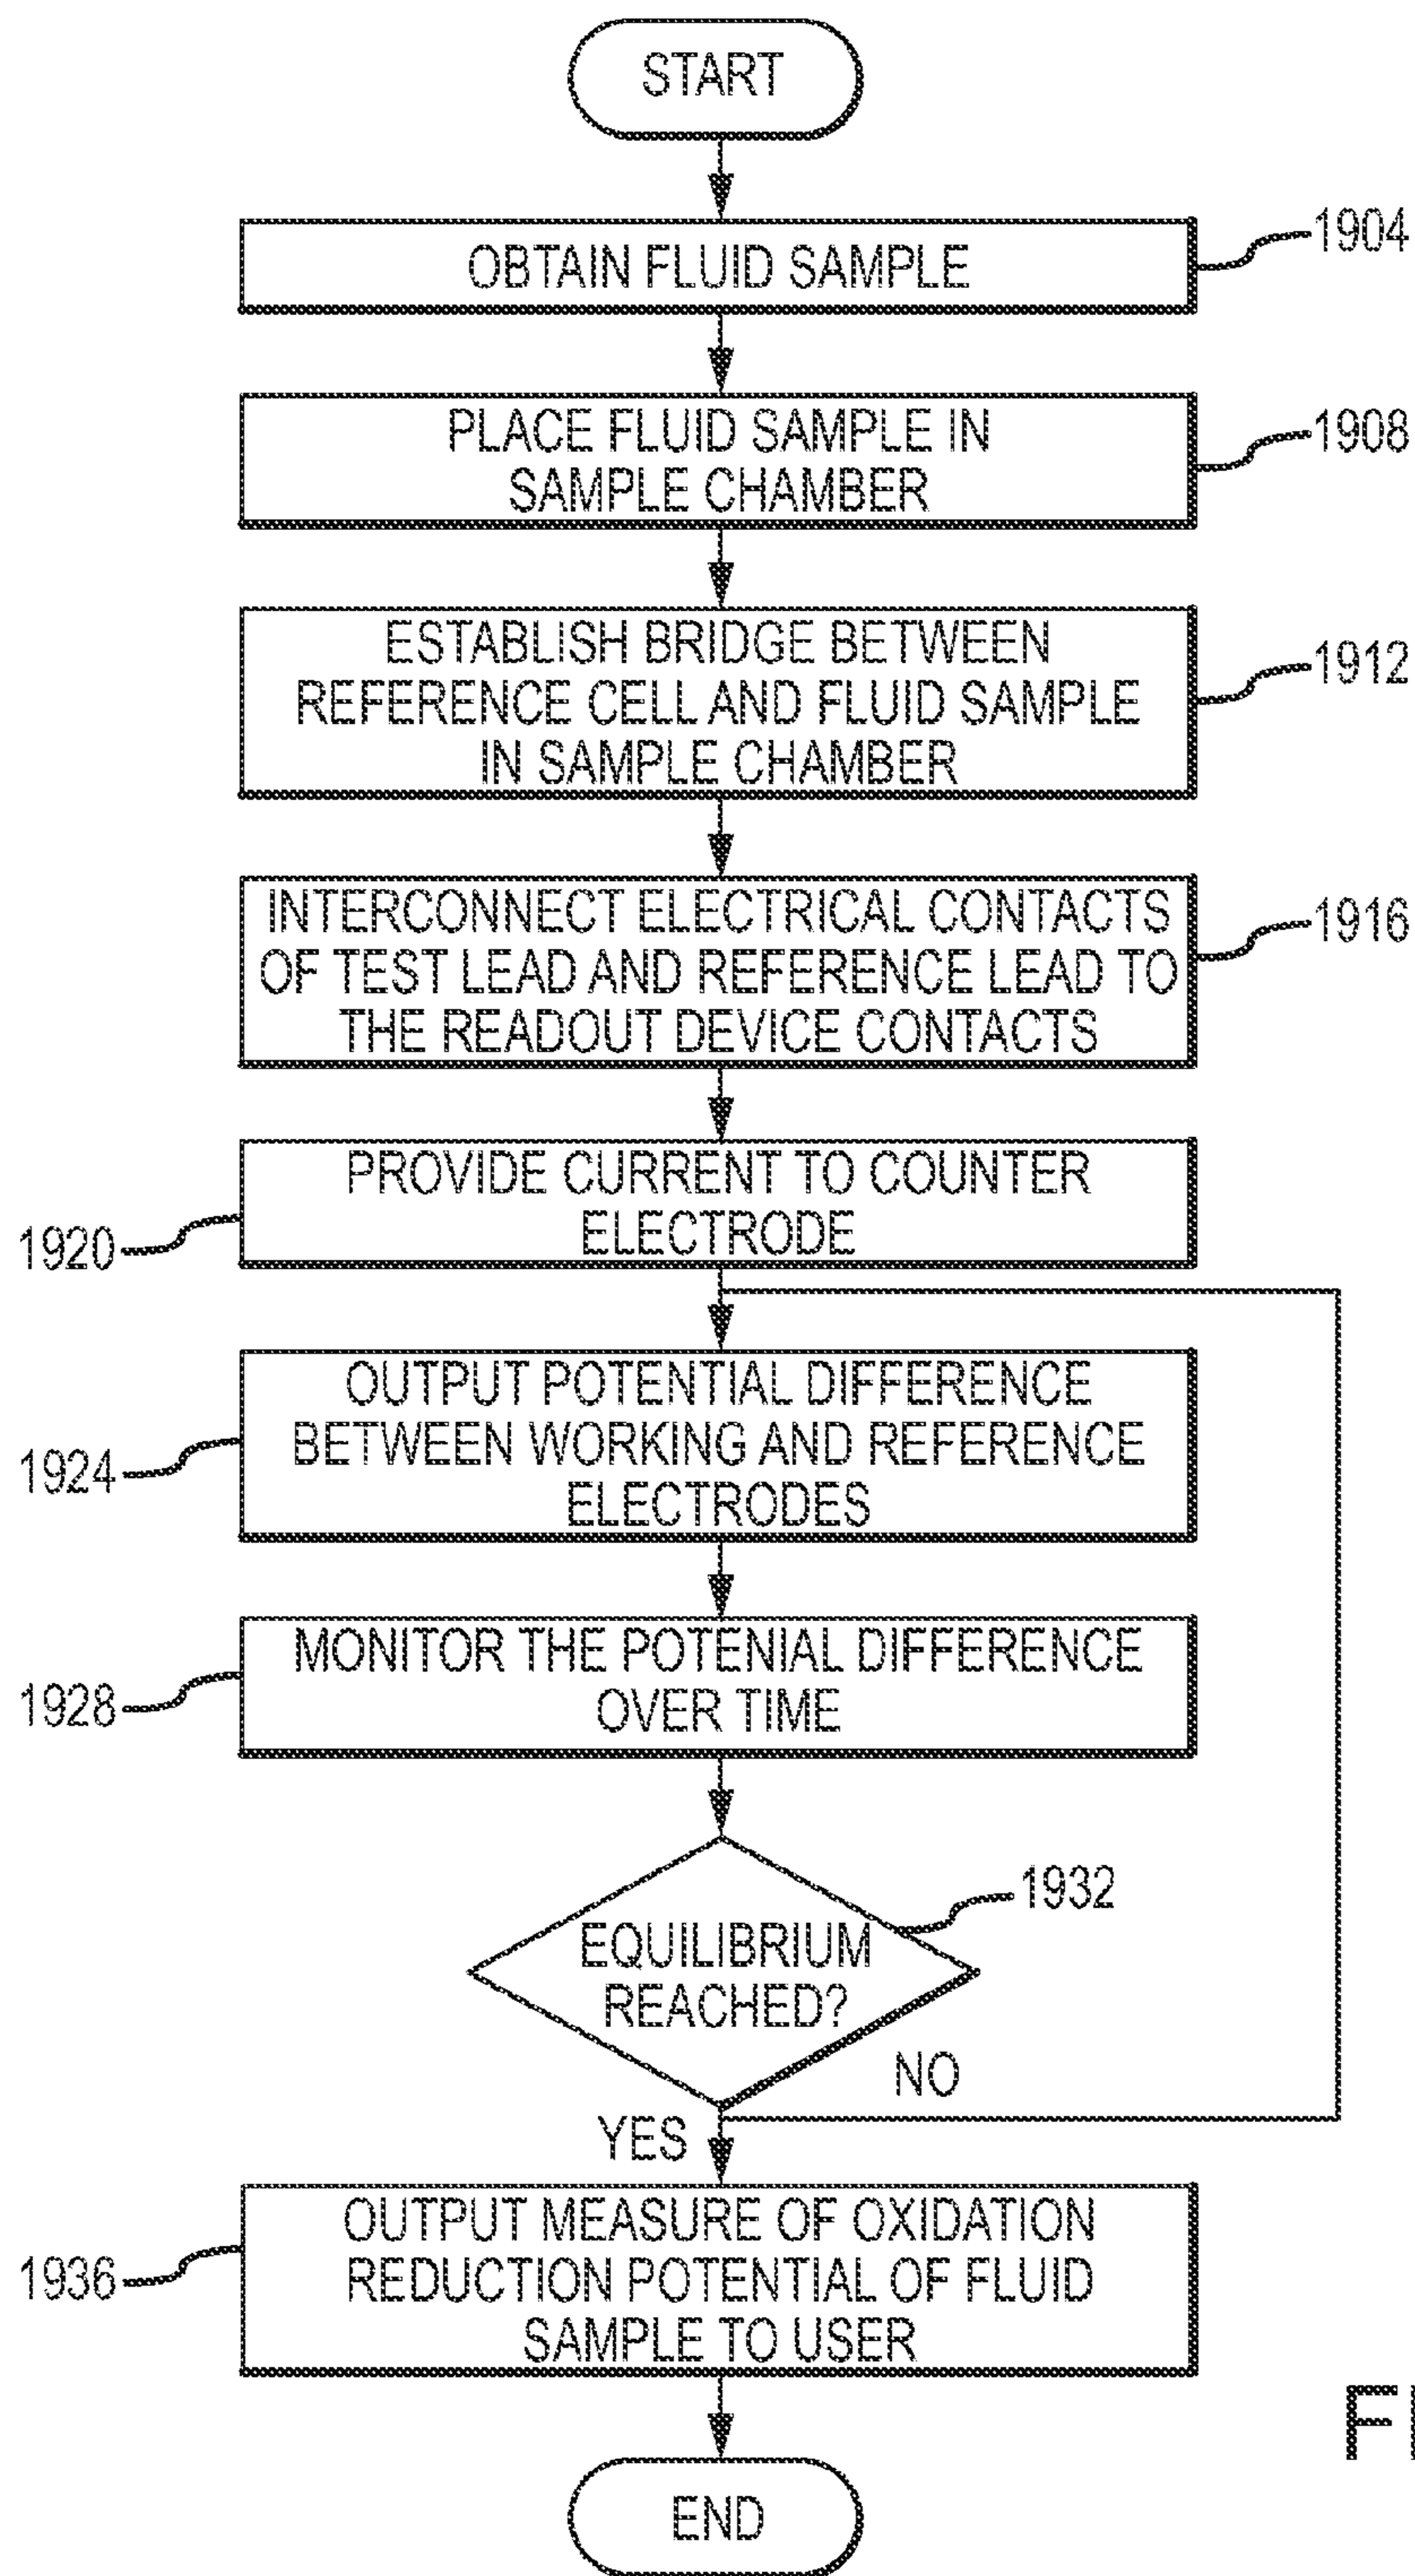 START
OBTAIN FLUID SAMPLE
1904
PLACE FLUID SAMPLE IN
SAMPLE CHAMBER
1908
ESTABLISH BRIDGE BETWEEN
REFERENCE CELL AND FLUID SAMPLE
IN SAMPLE CHAMBER
1912
INTERCONNECT ELECTRICAL CONTACTS
OF TEST LEAD AND REFERENCE LEAD TO
THE READOUT DEVICE CONTACTS
1916
PROVIDE CURRENT TO COUNTER
ELECTRODE
1920
OUTPUT POTENTIAL DIFFERENCE
BETWEEN WORKING AND REFERENCE
ELECTRODES
1924
MONITOR THE POTENIAL DIFFERENCE
OVER TIME
1928
EQUILIBRIUM
REACHED?
1932
NO
YES
OUTPUT MEASURE OF OXIDATION
REDUCTION POTENTIAL OF FLUID
SAMPLE TO USER
1936
END